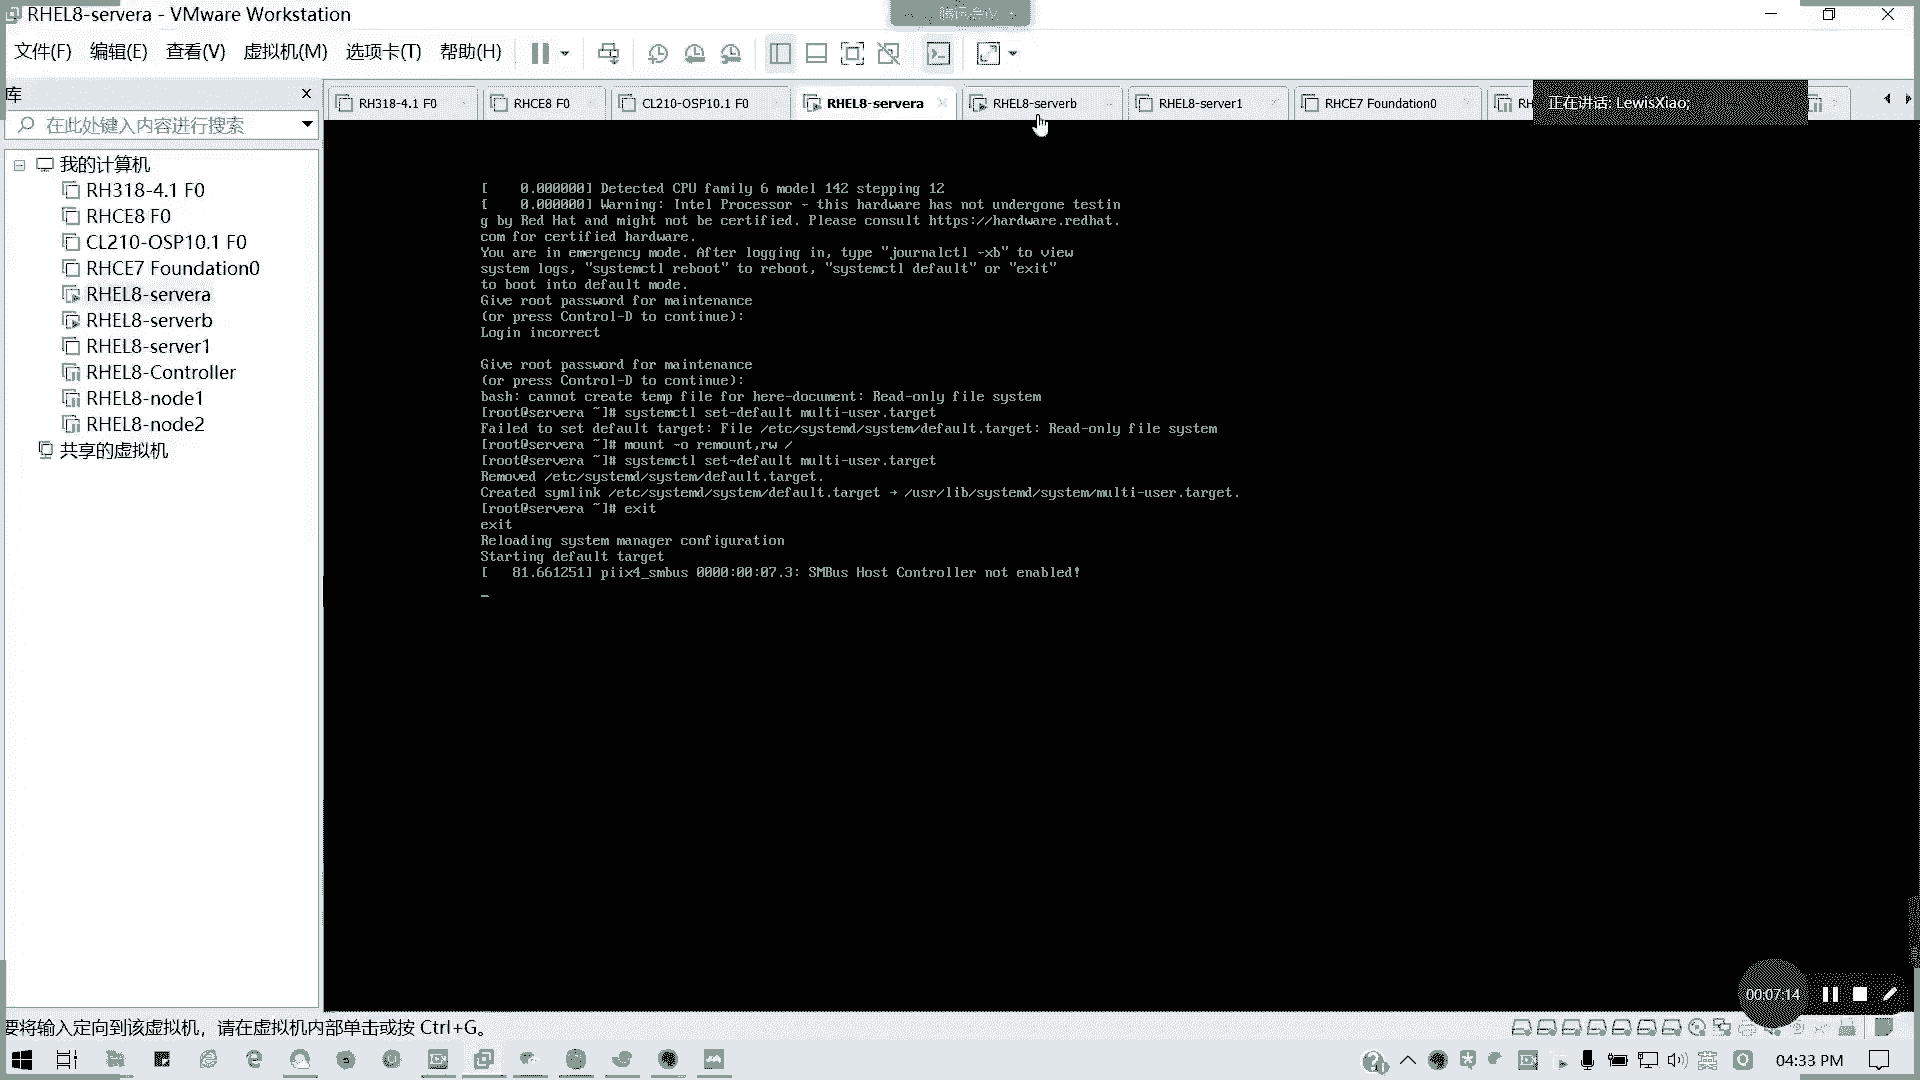 RHEL8-servera - VMware Workstation
文件(F) 编辑(E) 查看(V) 虚拟机(M) 选项卡(T) 帮助(H)
库
在此处键入内容进行搜索
我的计算机
RH318-4.1 F0
RHCE8 F0
CL210-OSP10.1 F0
RHCE7 Foundation0
RHEL8-servera
RHEL8-serverb
RHEL8-server1
RHEL8-Controller
RHEL8-node1
RHEL8-node2
共享的虚拟机
RH318-4.1 F0 RHCE8 F0 CL210-OSP10.1 F0 RHEL8-servera RHEL8-serverb RHEL8-server1 RHCE7 Foundation0 RH
正在讲话: LewisXiao;
[    0.000000] Detected CPU family 6 model 142 stepping 12
[    0.000000] Warning: Intel Processor - this hardware has not undergone testin
g by Red Hat and might not be certified. Please consult https://hardware.redhat.
com for certified hardware.
You are in emergency mode. After logging in, type "journalctl -xb" to view
system logs, "systemctl reboot" to reboot, "systemctl default" or "exit"
to boot into default mode.
Give root password for maintenance
(or press Control-D to continue):
Login incorrect
Give root password for maintenance
(or press Control-D to continue):
bash: cannot create temp file for here-document: Read-only file system
[root@servera ~]# systemctl set-default multi-user.target
Failed to set default target: File /etc/systemd/system/default.target: Read-only file system
[root@servera ~]# mount -o remount,rw /
[root@servera ~]# systemctl set-default multi-user.target
Removed /etc/systemd/system/default.target.
Created symlink /etc/systemd/system/default.target → /usr/lib/systemd/system/multi-user.target.
[root@servera ~]# exit
exit
Reloading system manager configuration
Starting default target
[   81.661251] piix4_smbus 0000:00:07.3: SMBus Host Controller not enabled!
00:07:14
要将输入定向到该虚拟机，请在虚拟机内部单击或按 Ctrl+G。
英
04:33 PM